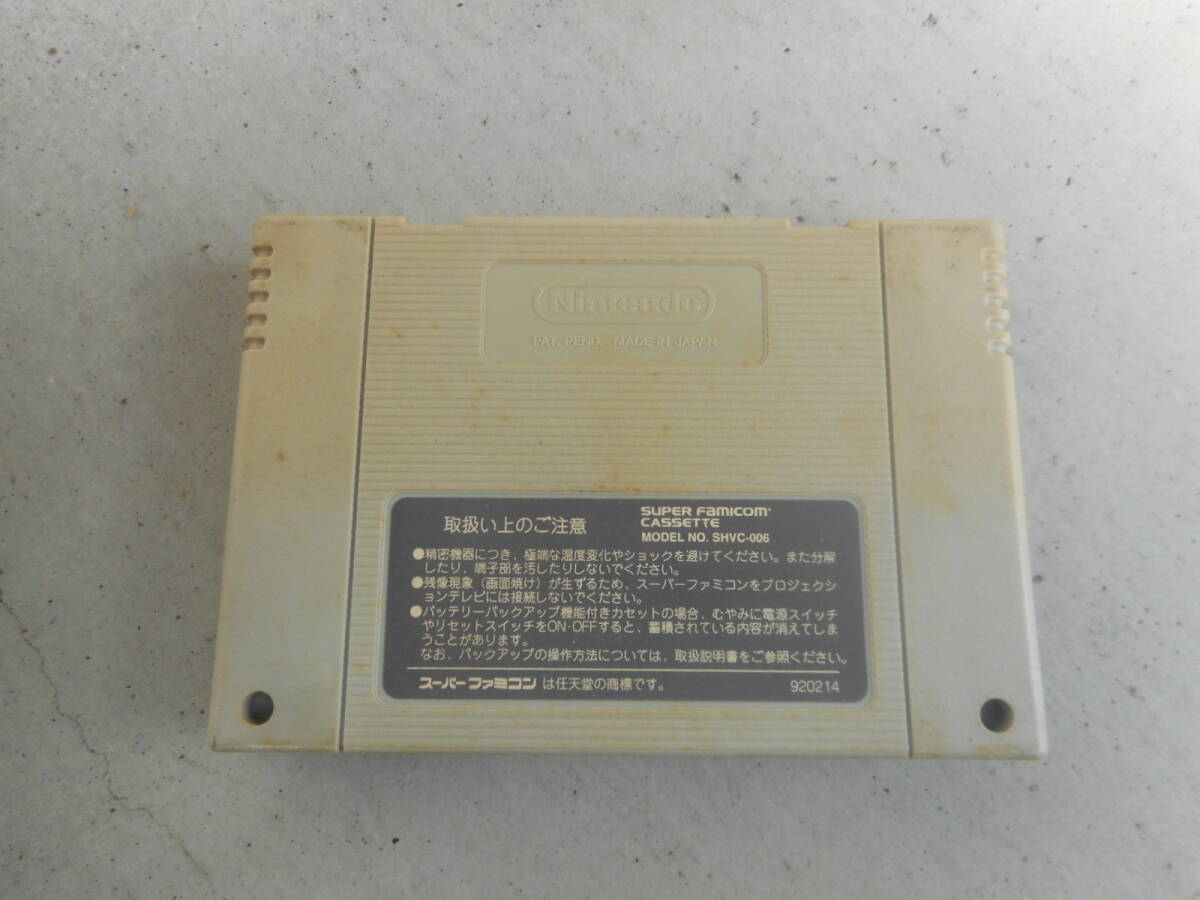 Nintendo
PAT. PEND. MADE IN JAPAN
取扱い上のご注意
SUPER FAMICOM
CASSETTE
MODEL NO. SHVC-006
●精密機器につき、極端な温度変化やショックを避けてください。また分解
したり、端子部を汚したりしないでください。
●残像現象（画面焼け）が生ずるため、スーパーファミコンをプロジェクシ
ョンテレビには接続しないでください。
●バッテリーバックアップ機能付きカセットの場合、むやみに電源スイッチ
やリセットスイッチをON・OFFすると、蓄積されている内容が消えてしま
うことがあります。
なお、バックアップの操作方法については、取扱説明書をご参照ください。
スーパーファミコン は任天堂の商標です。
920214